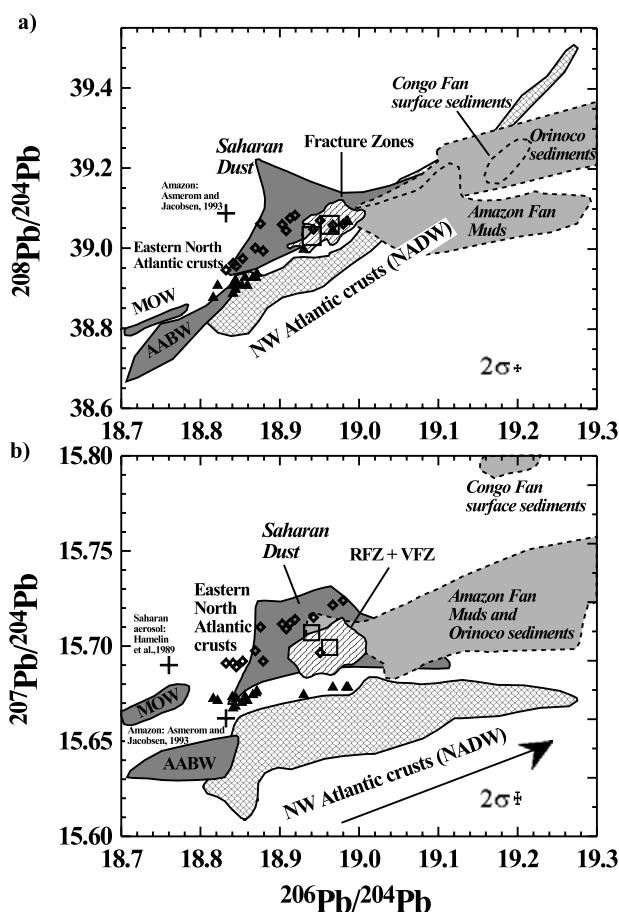 a)
208Pb/204Pb
39.4
39.2
39.0
38.8
38.6
Congo Fan
surface sediments
Saharan
Dust
Fracture Zones
Orinoco
sediments
Amazon:
Asmerom and
Jacobsen, 1993
Amazon Fan
Muds
Eastern North
Atlantic crusts
MOW
AABW
NW Atlantic crusts (NADW)
2σ
18.7 18.8 18.9 19.0 19.1 19.2 19.3
b)
207Pb/204Pb
15.80
15.75
15.70
15.65
15.60
Congo Fan
surface sediments
Saharan
Dust
RFZ + VFZ
Eastern
North
Atlantic
crusts
Amazon Fan
Muds and
Orinoco sediments
Saharan
aerosol:
Hamelin
et al.,1989
MOW
Amazon: Asmerom and
Jacobsen, 1993
AABW
NW Atlantic crusts (NADW)
2σ
18.7 18.8 18.9 19.0 19.1 19.2 19.3
206Pb/204Pb